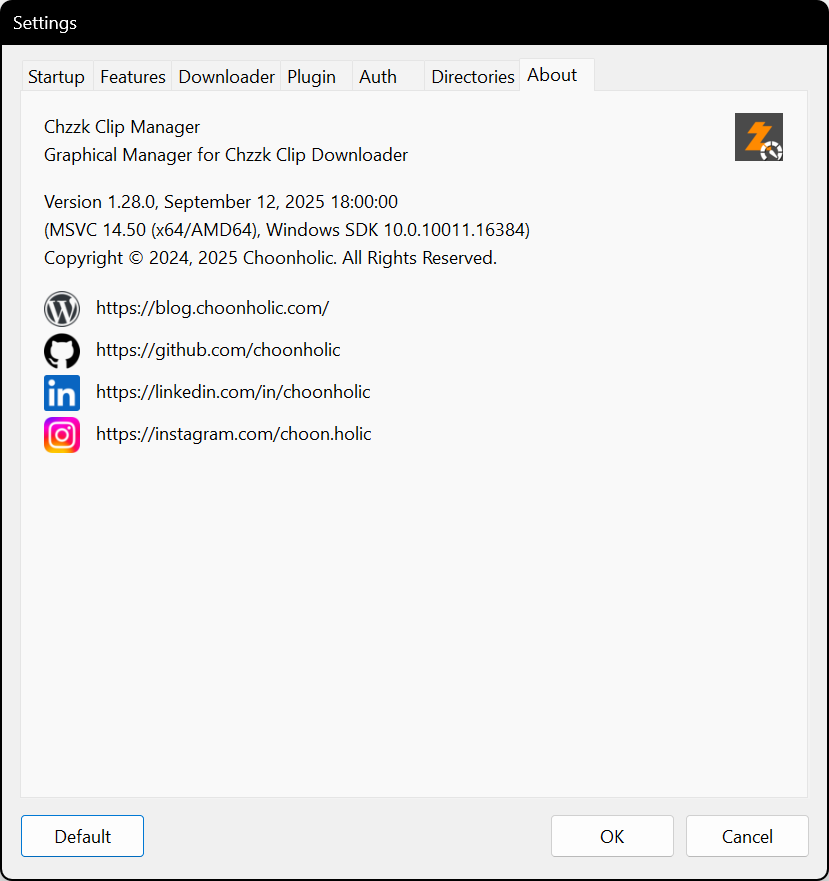 Settings
Startup Features Downloader Plugin Auth Directories About
Chzzk Clip Manager
Graphical Manager for Chzzk Clip Downloader
Version 1.28.0, September 12, 2025 18:00:00
(MSVC 14.50 (x64/AMD64), Windows SDK 10.0.10011.16384)
Copyright © 2024, 2025 Choonholic. All Rights Reserved.
https://blog.choonholic.com/
https://github.com/choonholic
https://linkedin.com/in/choonholic
https://instagram.com/choon.holic
Default OK Cancel